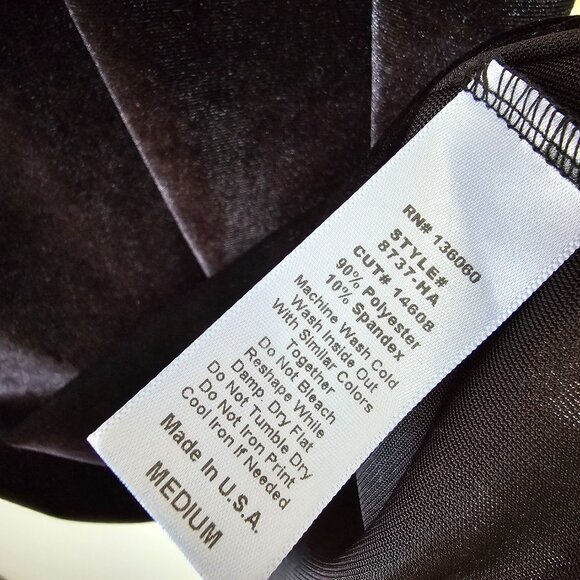 RN# 136060
STYLE#
8737-HA
CUT# 14608
90% Polyester
10% Spandex
Machine Wash Cold
Wash Inside Out
With Similar Colors
Together
Do Not Bleach
Reshape While
Damp. Dry Flat
Do Not Tumble Dry
Do Not Iron Print
Cool Iron If Needed
Made In U.S.A.
MEDIUM